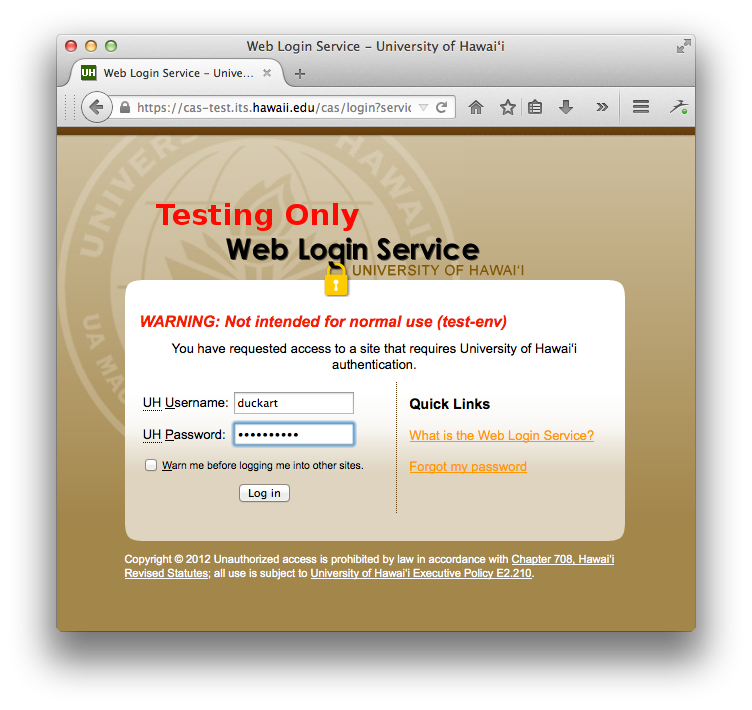 Web Login Service – University of Hawaiʻi
UH Web Login Service – Unive...
https://cas-test.its.hawaii.edu/cas/login?servic
UNIVERSITY HAWAII
UA MAU
Testing Only
Web Login Service
UNIVERSITY OF HAWAIʻI
WARNING: Not intended for normal use (test-env)
You have requested access to a site that requires University of Hawaiʻi
authentication.
UH Username: duckart
UH Password: ••••••••••
Warn me before logging me into other sites.
Log in
Quick Links
What is the Web Login Service?
Forgot my password
Copyright © 2012 Unauthorized access is prohibited by law in accordance with Chapter 708, Hawaiʻi
Revised Statutes; all use is subject to University of Hawaiʻi Executive Policy E2.210.